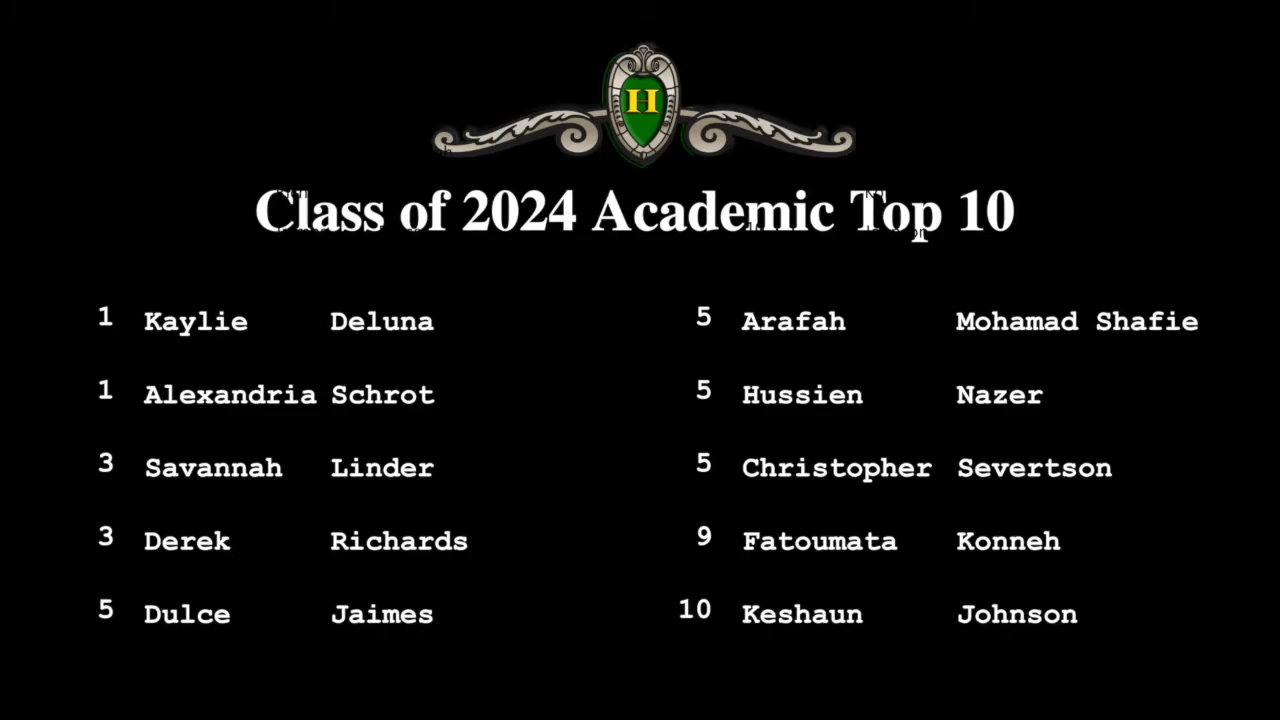 H
Class of 2024 Academic Top 10
1 Kaylie Deluna
1 Alexandria Schrot
3 Savannah Linder
3 Derek Richards
5 Dulce Jaimes
5 Arafah Mohamad Shafie
5 Hussien Nazer
5 Christopher Severtson
9 Fatoumata Konneh
10 Keshaun Johnson